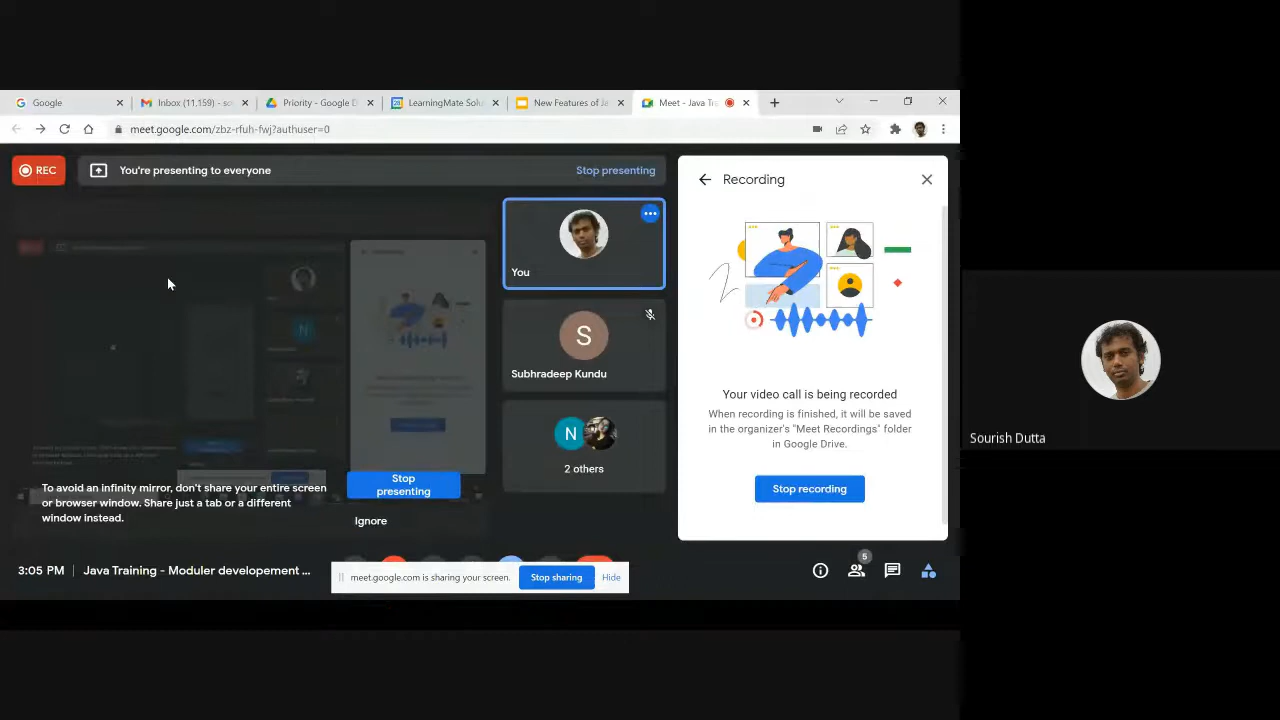 Google
Inbox (11,159) - so
Priority - Google D
LearningMate Solu
New Features of Ja
Meet - Java Tra
meet.google.com/zbz-rfuh-fwj?authuser=0
REC
You're presenting to everyone
Stop presenting
Recording
You
S
Subhradeep Kundu
N
2 others
Your video call is being recorded
When recording is finished, it will be saved
in the organizer's "Meet Recordings" folder
in Google Drive.
Stop recording
To avoid an infinity mirror, don't share your entire screen
or browser window. Share just a tab or a different
window instead.
Stop
presenting
Ignore
3:05 PM
Java Training - Moduler developement ...
meet.google.com is sharing your screen.
Stop sharing
Hide
5
Sourish Dutta